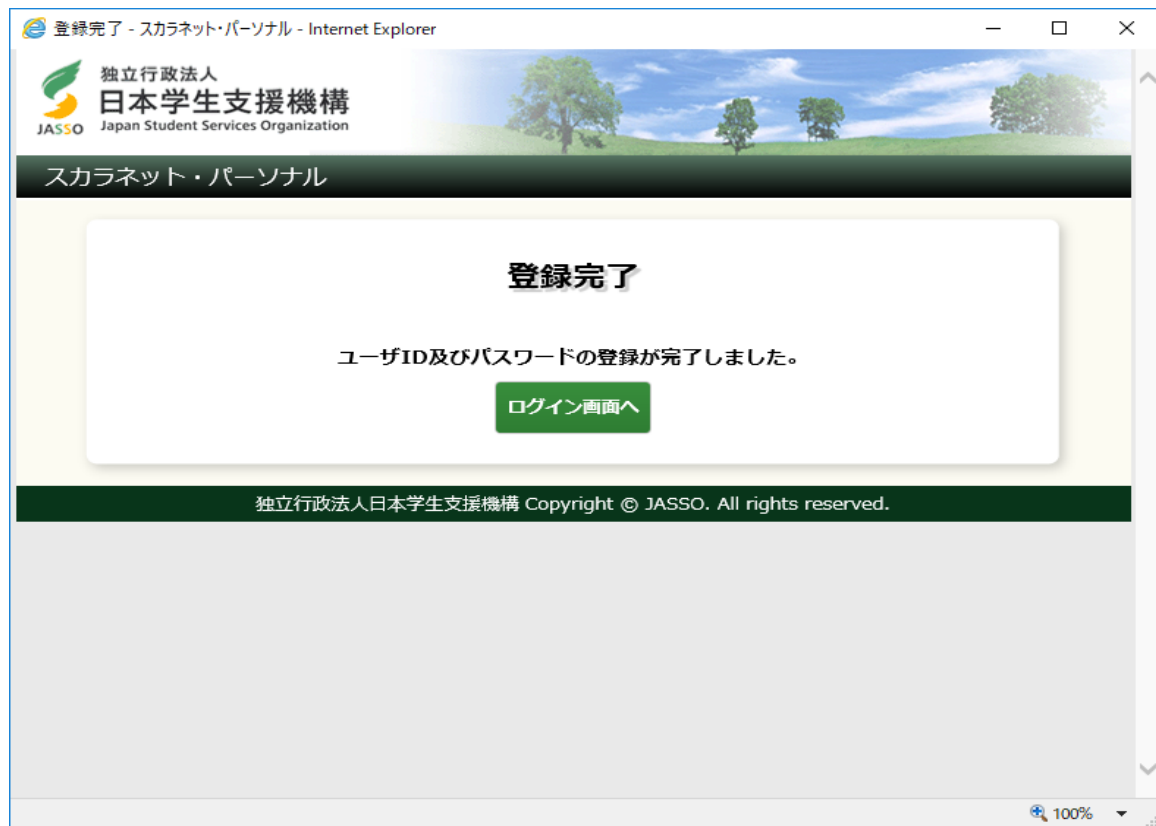 登録完了 - スカラネット・パーソナル - Internet Explorer
独立行政法人
日本学生支援機構
JASSO Japan Student Services Organization
スカラネット・パーソナル
登録完了
ユーザID及びパスワードの登録が完了しました。
ログイン画面へ
独立行政法人日本学生支援機構 Copyright © JASSO. All rights reserved.
100%